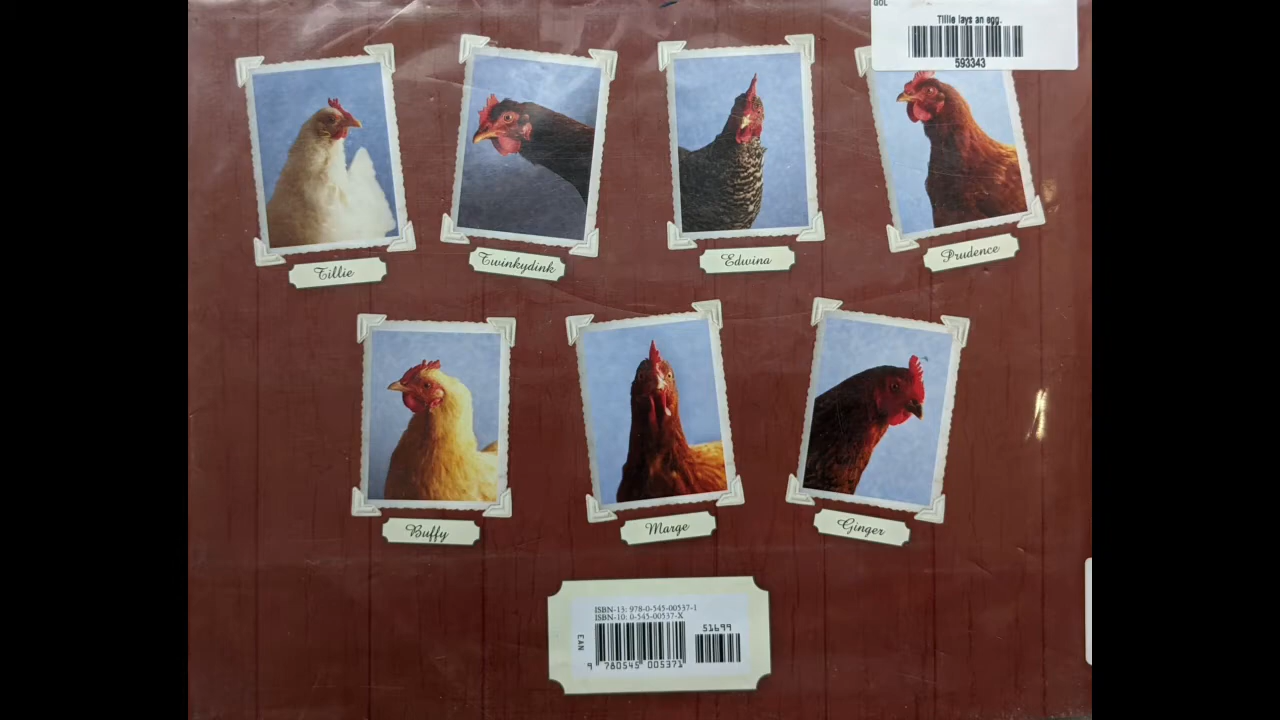 GOL
Tillie lays an egg.
593343
Tillie
Twinkydink
Edwina
Prudence
Buffy
Marge
Ginger
ISBN-13: 978-0-545-00537-1
ISBN-10: 0-545-00537-X
51699
EAN
9 780545 005371